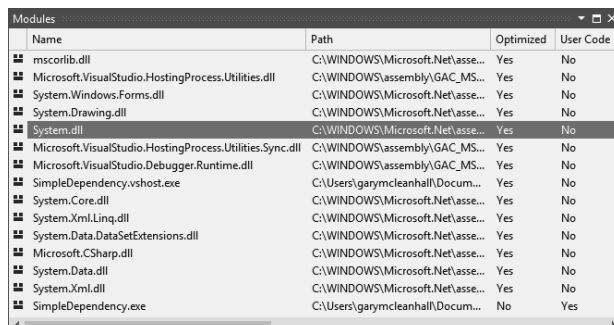 Modules
Name Path Optimized User Code
mscorlib.dll C:\WINDOWS\Microsoft.Net\asse... Yes No
Microsoft.VisualStudio.HostingProcess.Utilities.dll C:\WINDOWS\assembly\GAC_MS... Yes No
System.Windows.Forms.dll C:\WINDOWS\Microsoft.Net\asse... Yes No
System.Drawing.dll C:\WINDOWS\Microsoft.Net\asse... Yes No
System.dll C:\WINDOWS\Microsoft.Net\asse... Yes No
Microsoft.VisualStudio.HostingProcess.Utilities.Sync.dll C:\WINDOWS\assembly\GAC_MS... Yes No
Microsoft.VisualStudio.Debugger.Runtime.dll C:\WINDOWS\assembly\GAC_MS... Yes No
SimpleDependency.vshost.exe C:\Users\garymcleanhall\Docum... Yes No
System.Core.dll C:\WINDOWS\Microsoft.Net\asse... Yes No
System.Xml.Linq.dll C:\WINDOWS\Microsoft.Net\asse... Yes No
System.Data.DataSetExtensions.dll C:\WINDOWS\Microsoft.Net\asse... Yes No
Microsoft.CSharp.dll C:\WINDOWS\Microsoft.Net\asse... Yes No
System.Data.dll C:\WINDOWS\Microsoft.Net\asse... Yes No
System.Xml.dll C:\WINDOWS\Microsoft.Net\asse... Yes No
SimpleDependency.exe C:\Users\garymcleanhall\Docum... No Yes